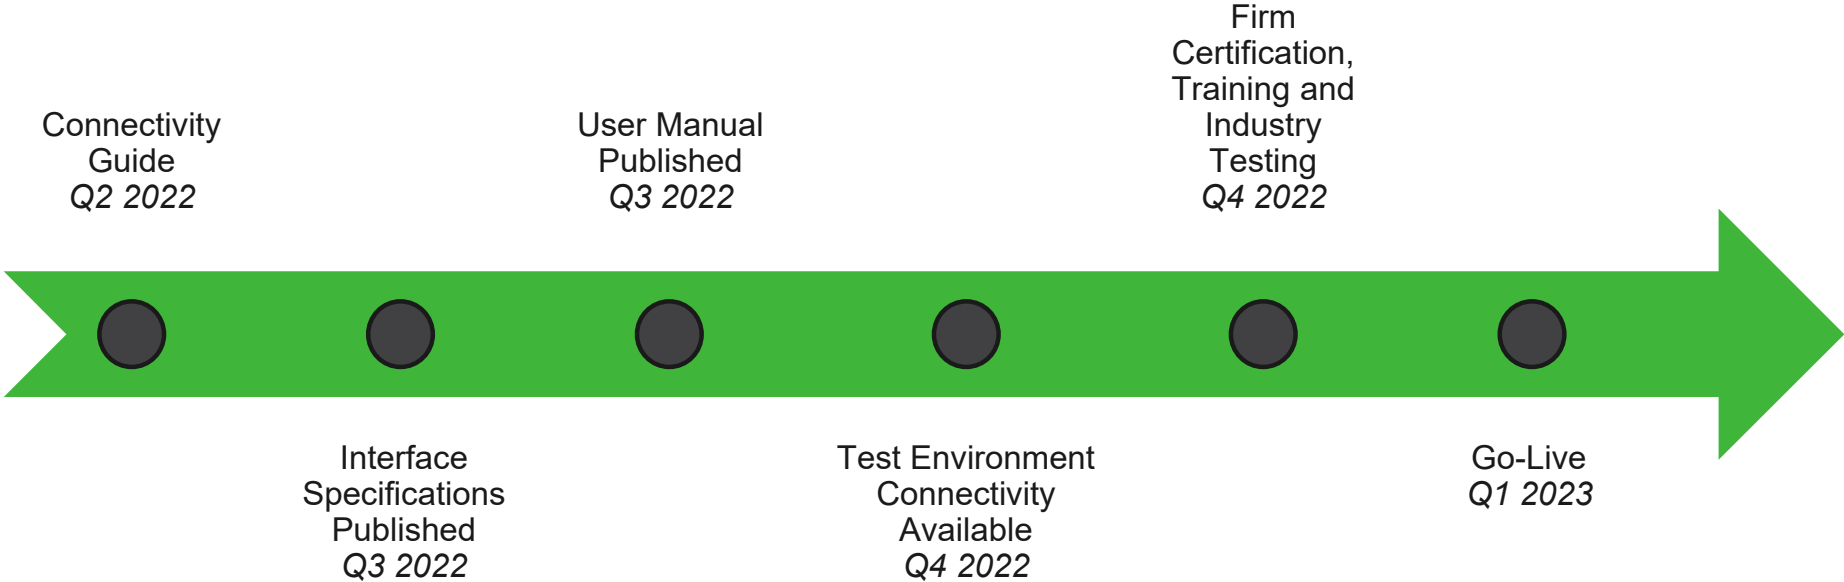 Connectivity
Guide
Q2 2022
Interface
Specifications
Published
Q3 2022
User Manual
Published
Q3 2022
Test Environment
Connectivity
Available
Q4 2022
Firm
Certification,
Training and
Industry
Testing
Q4 2022
Go-Live
Q1 2023